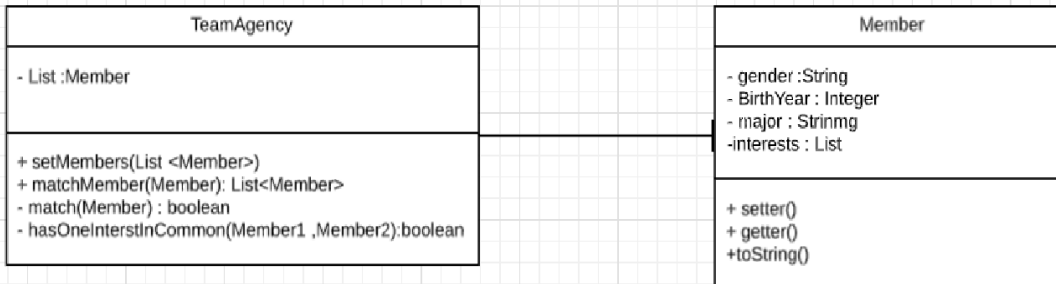 TeamAgency
- List :Member
+ setMembers(List <Member>)
+ matchMember(Member): List<Member>
- match(Member) : boolean
- hasOneInterstInCommon(Member1 ,Member2):boolean
Member
- gender :String
- BirthYear : Integer
- major : Strinmg
-interests : List
+ setter()
+ getter()
+toString()